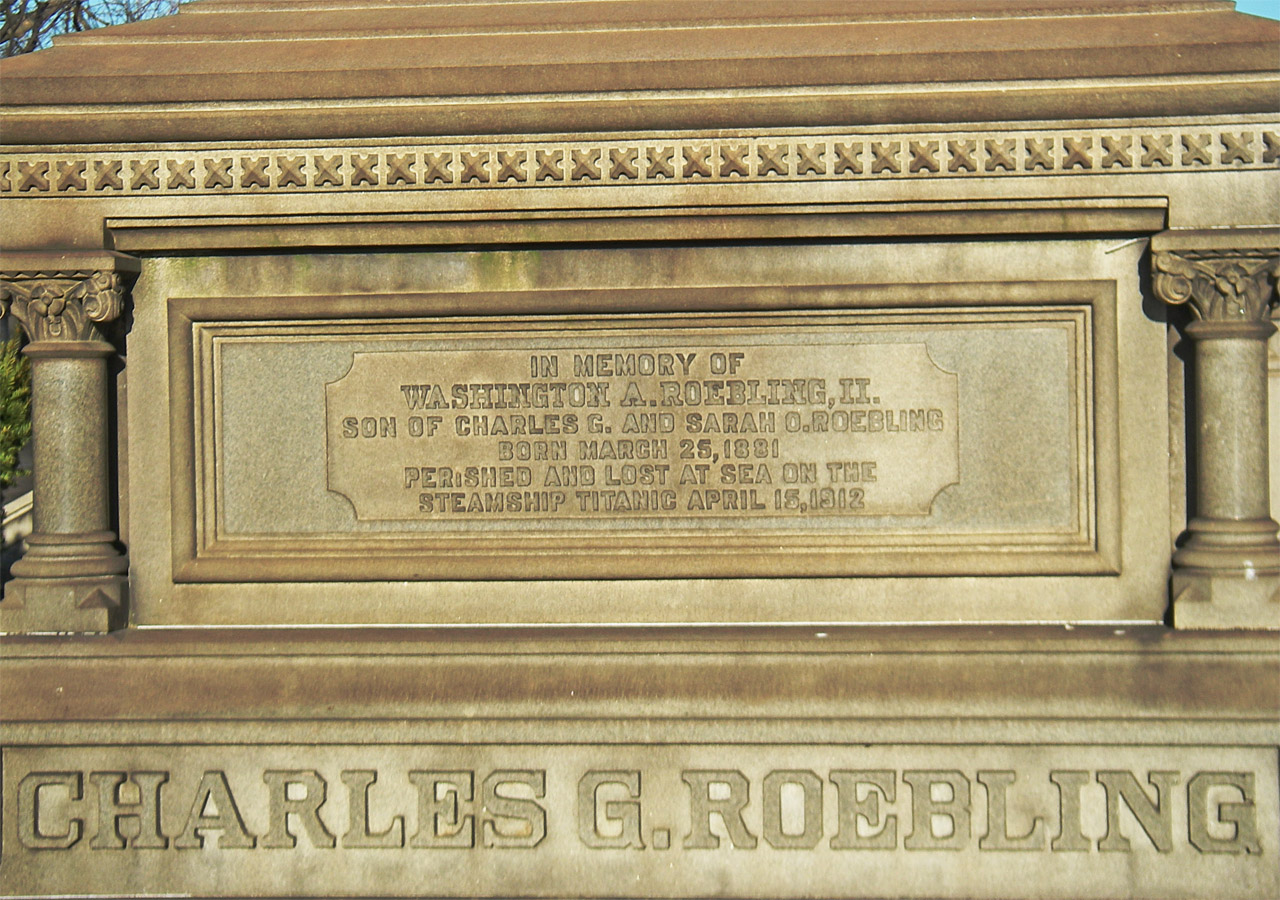 IN MEMORY OF
WASHINGTON A. ROEBLING, II.
SON OF CHARLES G. AND SARAH O. ROEBLING
BORN MARCH 25, 1881
PERISHED AND LOST AT SEA ON THE
STEAMSHIP TITANIC APRIL 15, 1912
CHARLES G. ROEBLING